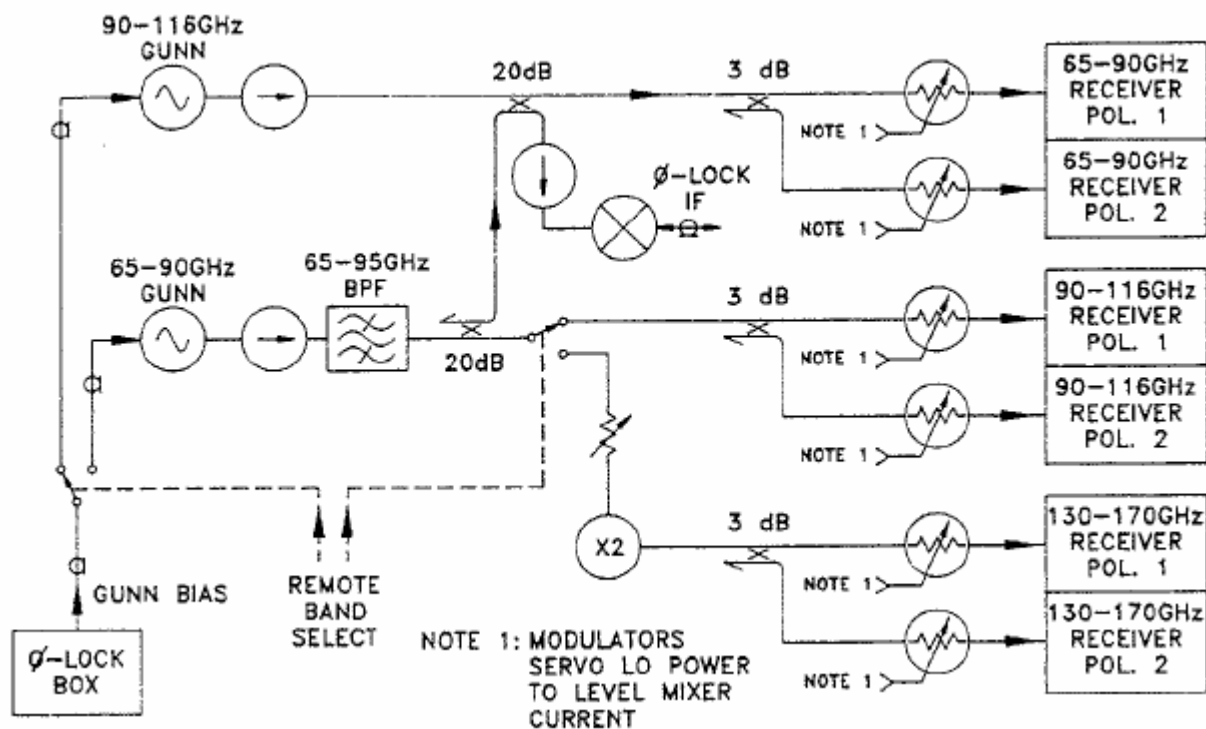 90-116GHz
GUNN
20dB
3 dB
65-90GHz
RECEIVER
POL. 1
NOTE 1
65-90GHz
RECEIVER
POL. 2
NOTE 1
Ø-LOCK
IF
65-90GHz
GUNN
65-95GHz
BPF
20dB
3 dB
90-116GHz
RECEIVER
POL. 1
NOTE 1
90-116GHz
RECEIVER
POL. 2
NOTE 1
X2
3 dB
130-170GHz
RECEIVER
POL. 1
NOTE 1
130-170GHz
RECEIVER
POL. 2
NOTE 1
GUNN BIAS
REMOTE
BAND
SELECT
Ø-LOCK
BOX
NOTE 1: MODULATORS
SERVO LO POWER
TO LEVEL MIXER
CURRENT